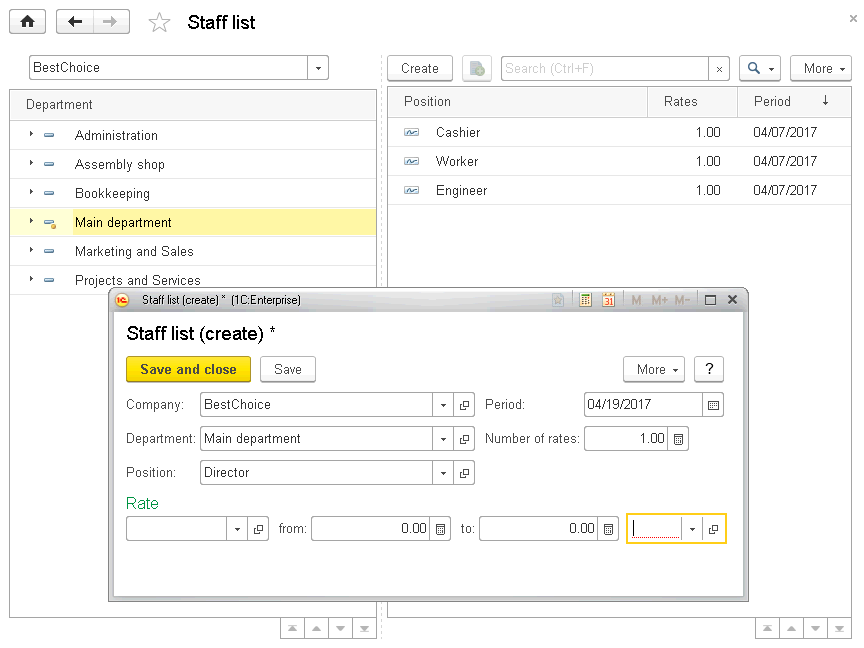 Staff list
BestChoice
Create
Search (Ctrl+F)
More
Department
Position Rates Period
Administration
Assembly shop
Bookkeeping
Main department
Marketing and Sales
Projects and Services
Cashier 1.00 04/07/2017
Worker 1.00 04/07/2017
Engineer 1.00 04/07/2017
1C Staff list (create) * (1C:Enterprise) 31 M M+ M-
Staff list (create) *
Save and close Save More ?
Company: BestChoice Period: 04/19/2017
Department: Main department Number of rates: 1.00
Position: Director
Rate
from: 0.00 to: 0.00